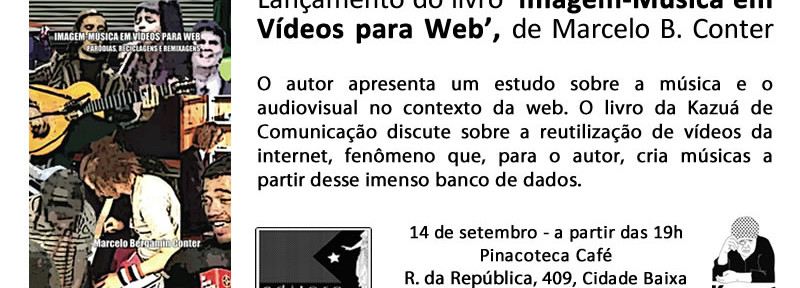 IMAGEM-MÚSICA EM VÍDEOS PARA WEB
PARÓDIAS, RECICLAGENS E REMIXAGENS
Marcelo Bergamin Conter
Lançamento do livro 'Imagem-Música em
Vídeos para Web', de Marcelo B. Conter
O autor apresenta um estudo sobre a música e o
audiovisual no contexto da web. O livro da Kazuá de
Comunicação discute sobre a reutilização de vídeos da
internet, fenômeno que, para o autor, cria músicas a
partir desse imenso banco de dados.
14 de setembro - a partir das 19h
Pinacoteca Café
R. da República, 409, Cidade Baixa